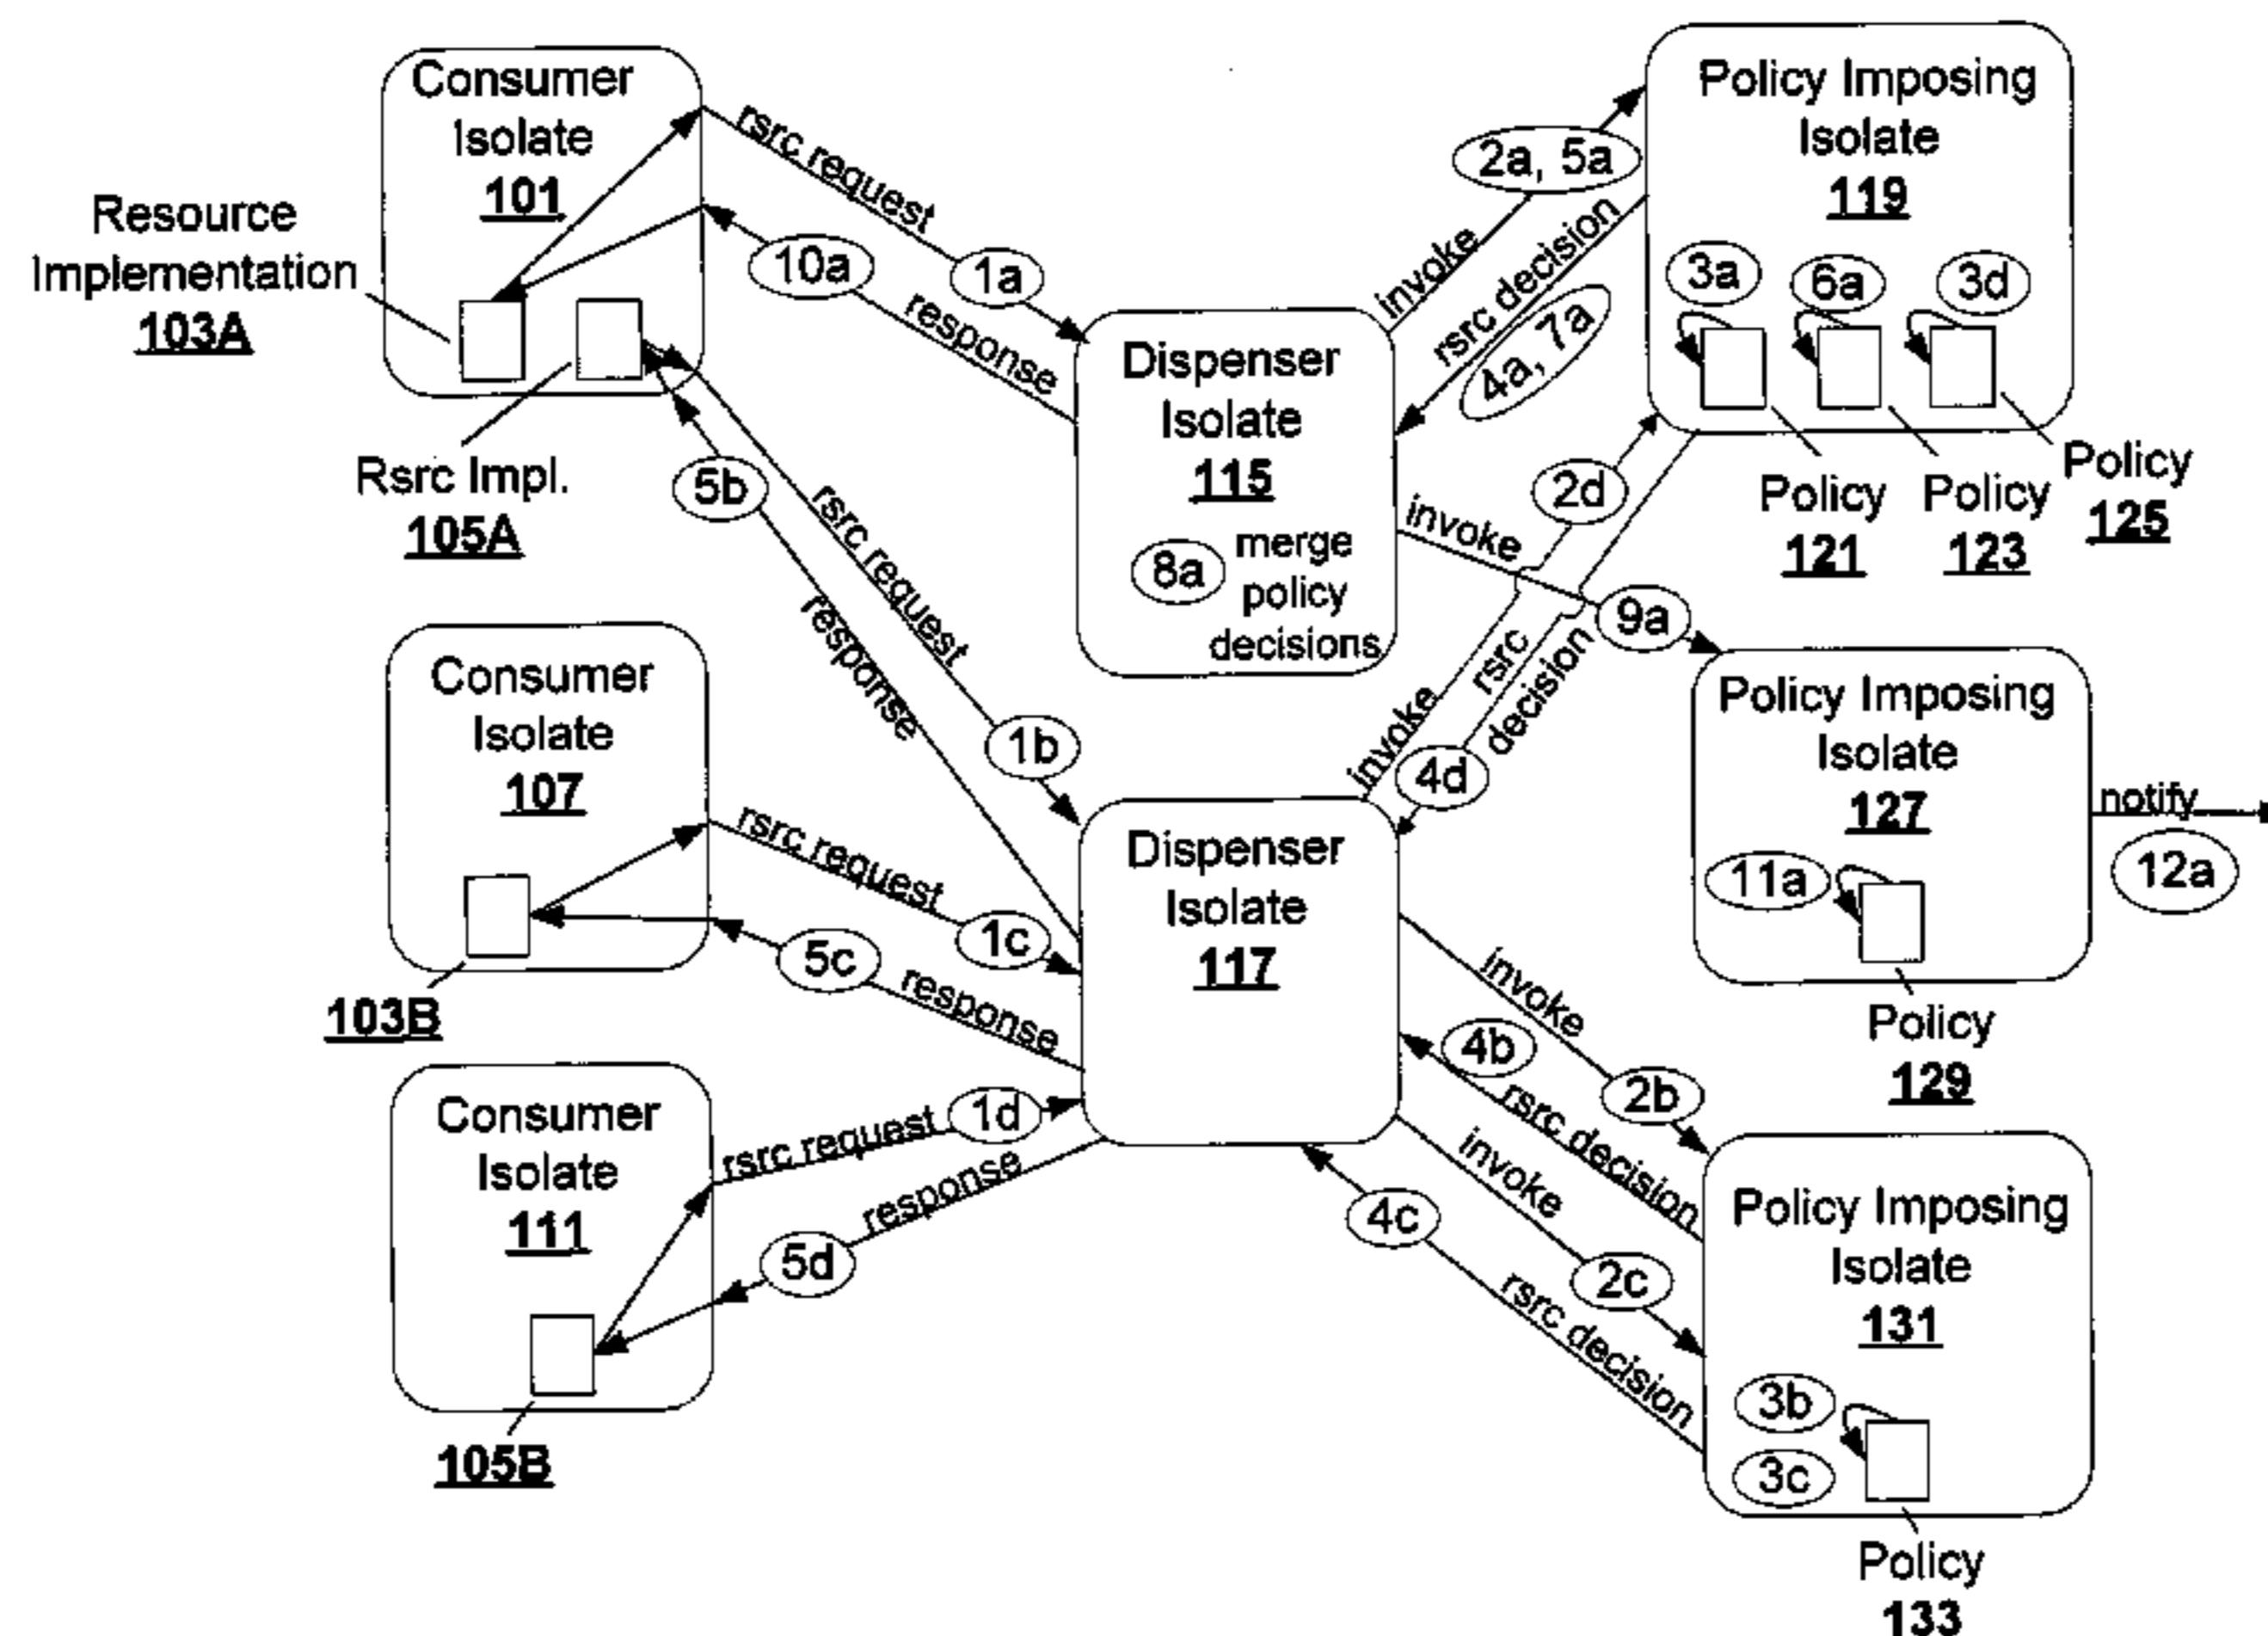 Consumer
Isolate
101
Resource
Implementation
103A
Rsrc Impl.
105A
rsrc request
1a
10a
response
5b
rsrc request
response
1b
Consumer
Isolate
107
103B
rsrc request
1c
5c
response
Consumer
Isolate
111
105B
rsrc request
1d
5d
response
Dispenser
Isolate
115
8a
merge
policy
decisions
Dispenser
Isolate
117
invoke
2a, 5a
rsrc decision
4a, 7a
invoke
9a
invoke
2d
rsrc
decision
4d
invoke
2b
4b
rsrc decision
invoke
2c
4c
rsrc decision
Policy Imposing
Isolate
119
3a
6a
3d
Policy
121
Policy
123
Policy
125
Policy Imposing
Isolate
127
11a
Policy
129
notify
12a
Policy Imposing
Isolate
131
3b
3c
Policy
133